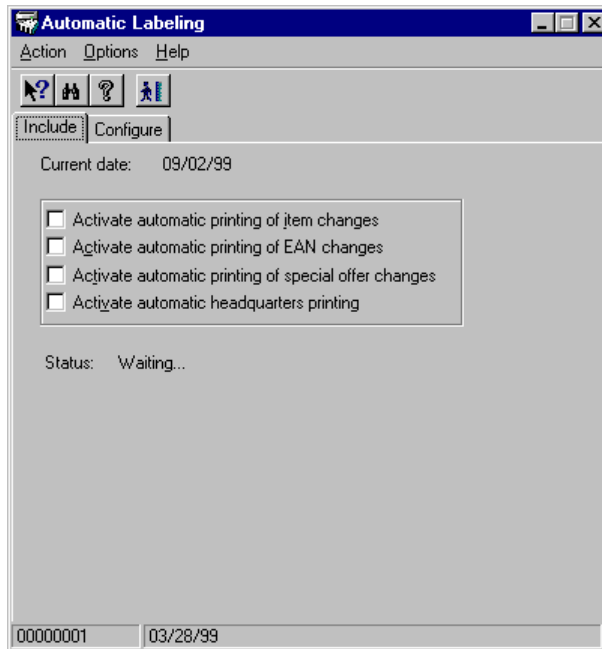 Automatic Labeling
Action Options Help
Include Configure
Current date: 09/02/99
Activate automatic printing of item changes
Activate automatic printing of EAN changes
Activate automatic printing of special offer changes
Activate automatic headquarters printing
Status: Waiting...
00000001 03/28/99